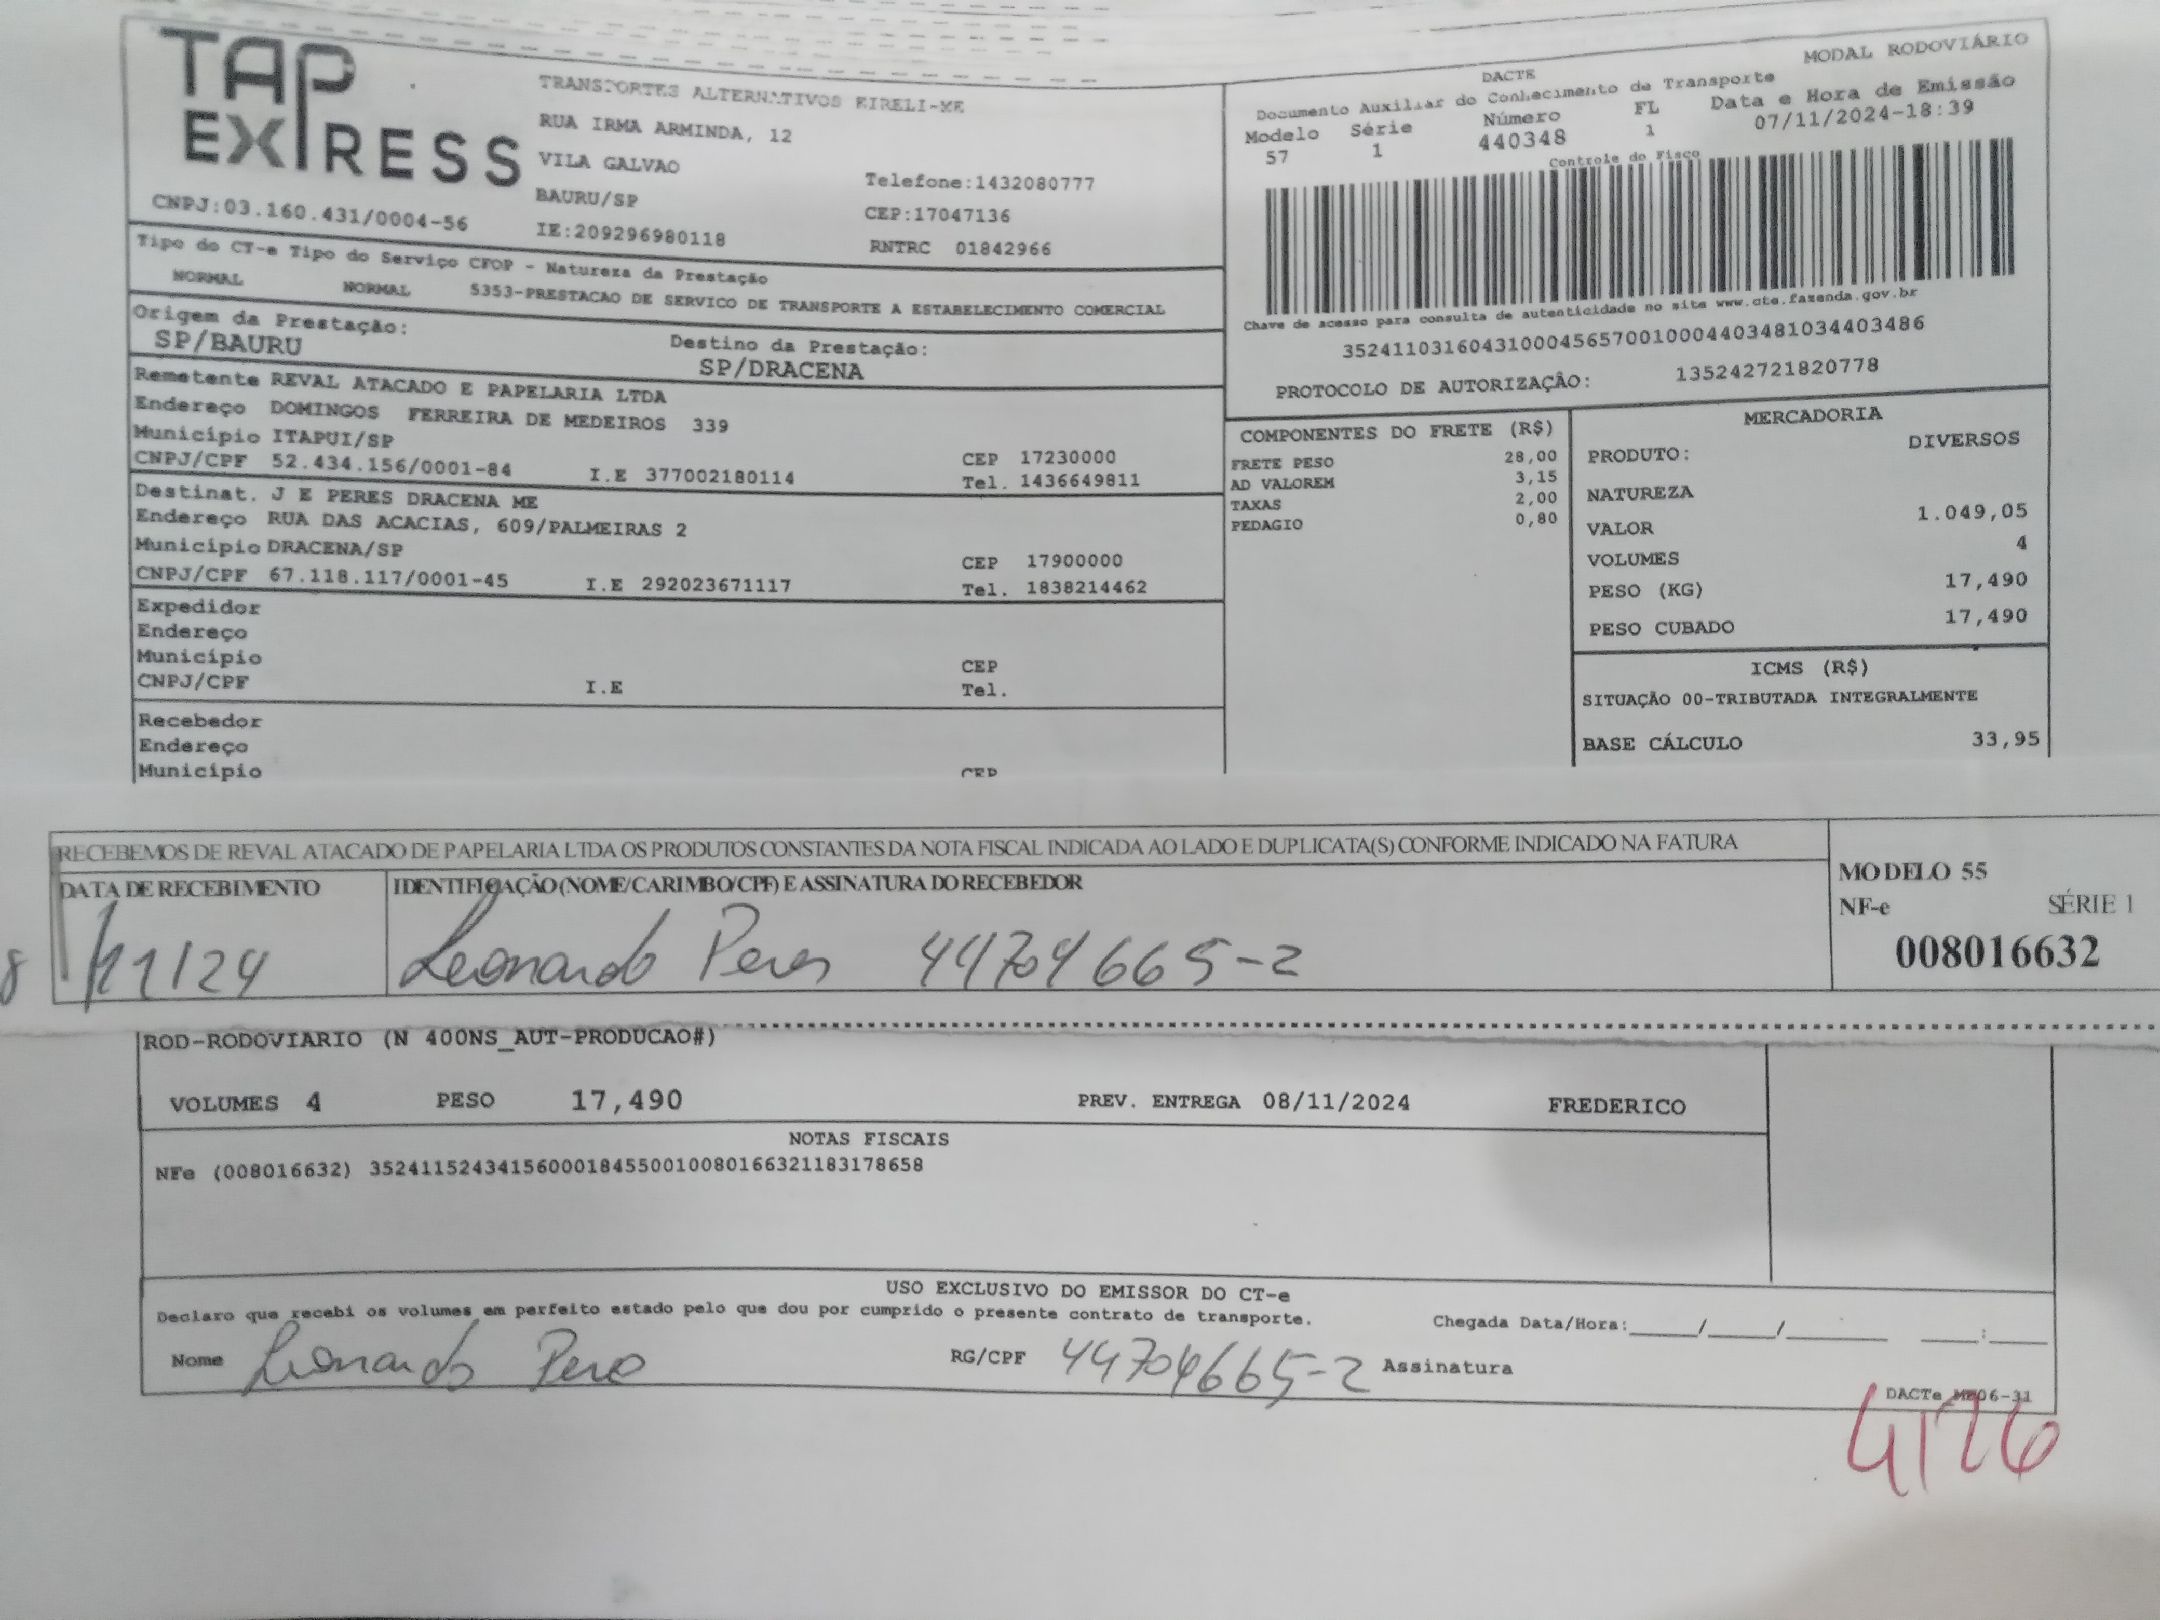 TAP EXPRESS
TRANSPORTES ALTERNATIVOS EIRELI-ME
RUA IRMA ARMINDA, 12
VILA GALVAO
Telefone:1432080777
BAURU/SP
CEP:17047136
CNPJ:03.160.431/0004-56
IE:209296980118
RNTRC 01842966
MODAL RODOVIÁRIO
DACTE
Documento Auxiliar do Conhecimento de Transporte
Modelo Série Número FL Data e Hora de Emissão
57 1 440348 1 07/11/2024-18:39
Controle do Fisco
Chave de acesso para consulta de autenticidade no site www.cte.fazenda.gov.br
35241103160431000456570010004403481034403486
PROTOCOLO DE AUTORIZAÇÃO: 135242721820778
Tipo do CT-e Tipo do Serviço CFOP - Natureza da Prestação
NORMAL NORMAL 5353-PRESTACAO DE SERVICO DE TRANSPORTE A ESTABELECIMENTO COMERCIAL
Origem da Prestação: Destino da Prestação:
SP/BAURU SP/DRACENA
Remetente REVAL ATACADO E PAPELARIA LTDA
Endereço DOMINGOS FERREIRA DE MEDEIROS 339
Município ITAPUI/SP CEP 17230000
CNPJ/CPF 52.434.156/0001-84 I.E 377002180114 Tel. 1436649811
Destinat. J E PERES DRACENA ME
Endereço RUA DAS ACACIAS, 609/PALMEIRAS 2
Município DRACENA/SP CEP 17900000
CNPJ/CPF 67.118.117/0001-45 I.E 292023671117 Tel. 1838214462
Expedidor
Endereço
Município CEP
CNPJ/CPF I.E Tel.
Recebedor
Endereço
Município CEP
COMPONENTES DO FRETE (R$)
FRETE PESO 28,00
AD VALOREM 3,15
TAXAS 2,00
PEDAGIO 0,80
MERCADORIA
PRODUTO: DIVERSOS
NATUREZA
VALOR 1.049,05
VOLUMES 4
PESO (KG) 17,490
PESO CUBADO 17,490
ICMS (R$)
SITUAÇÃO 00-TRIBUTADA INTEGRALMENTE
BASE CÁLCULO 33,95
RECEBEMOS DE REVAL ATACADO DE PAPELARIA LTDA OS PRODUTOS CONSTANTES DA NOTA FISCAL INDICADA AO LADO E DUPLICATA(S) CONFORME INDICADO NA FATURA
DATA DE RECEBIMENTO IDENTIFICAÇÃO (NOME/CARIMBO/CPF) E ASSINATURA DO RECEBEDOR
8 /11/24 Leonardo Peres 44704665-2
MODELO 55
NF-e SÉRIE 1
008016632
ROD-RODOVIARIO (N 400NS_AUT-PRODUCAO#)
VOLUMES 4 PESO 17,490 PREV. ENTREGA 08/11/2024 FREDERICO
NOTAS FISCAIS
NFe (008016632) 35241152434156000184550010080166321183178658
USO EXCLUSIVO DO EMISSOR DO CT-e
Declaro que recebi os volumes em perfeito estado pelo que dou por cumprido o presente contrato de transporte.
Chegada Data/Hora:____/____/______ ____:____
Nome Leonardo Peres RG/CPF 44704665-2 Assinatura